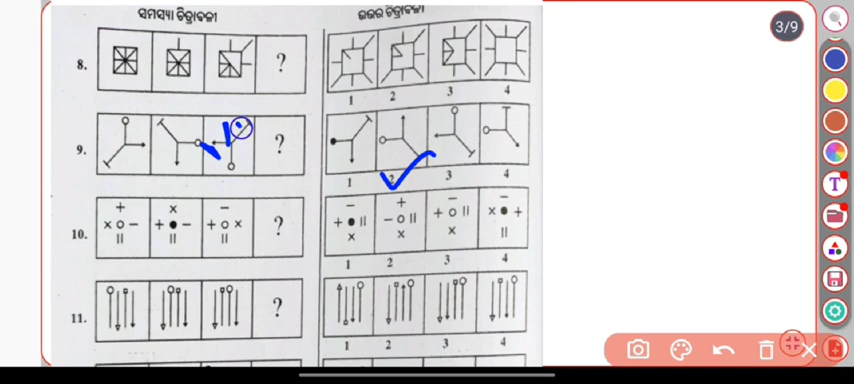 ସମସ୍ୟା ଚିତ୍ରାବଳୀ
ଉତ୍ତର ଚିତ୍ରାବଳୀ
3/9
8.
?
1 2 3 4
9.
?
1 2 3 4
10.
+ × −
× ○ − + ● − + ○ × ?
= = =
− + − −
+ ● = − ○ = + ○ = × ● +
× × × =
1 2 3 4
11.
?
1 2 3 4
T